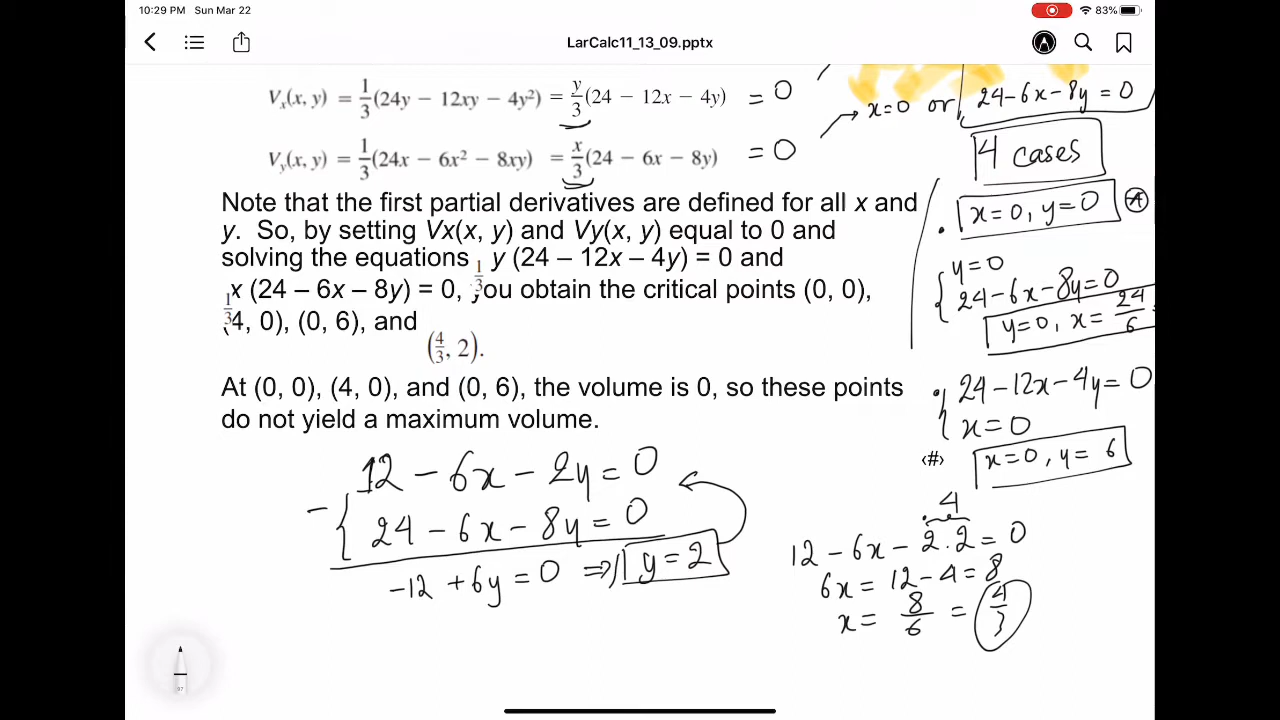 10:29 PM Sun Mar 22
83%
LarCalc11_13_09.pptx
Vₓ(x, y) = 1/3(24y − 12xy − 4y²) = y/3(24 − 12x − 4y) = 0
x=0 or 24-6x-8y = 0
Vᵧ(x, y) = 1/3(24x − 6x² − 8xy) = x/3(24 − 6x − 8y) = 0
4 cases
Note that the first partial derivatives are defined for all x and
y. So, by setting Vx(x, y) and Vy(x, y) equal to 0 and
solving the equations 1/3 y (24 – 12x – 4y) = 0 and
1/3 x (24 – 6x – 8y) = 0, you obtain the critical points (0, 0),
(4, 0), (0, 6), and
(4/3, 2).
At (0, 0), (4, 0), and (0, 6), the volume is 0, so these points
do not yield a maximum volume.
x=0, y=0
y=0
24-6x-8y=0
y=0, x= 24/6 =
24-12x-4y= 0
x=0
‹#›
x=0, y= 6
12 - 6x - 2y = 0
24 - 6x - 8y = 0
-12 + 6y = 0 ⇒ y = 2
4
12 - 6x - 2.2 = 0
6x = 12-4 = 8
x = 8/6 = 4/3
97